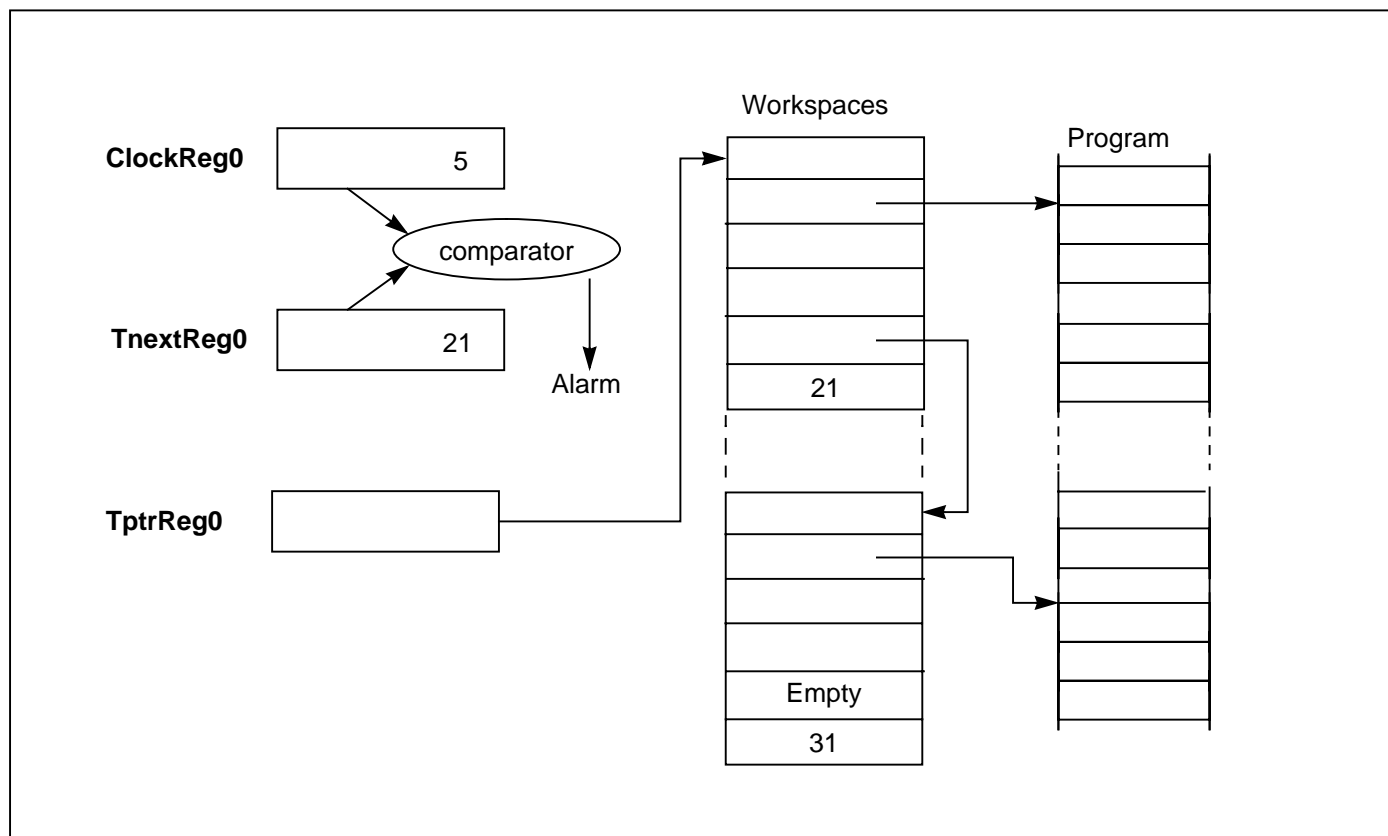 Workspaces
Program
ClockReg0
5
comparator
TnextReg0
21
Alarm
21
TptrReg0
Empty
31